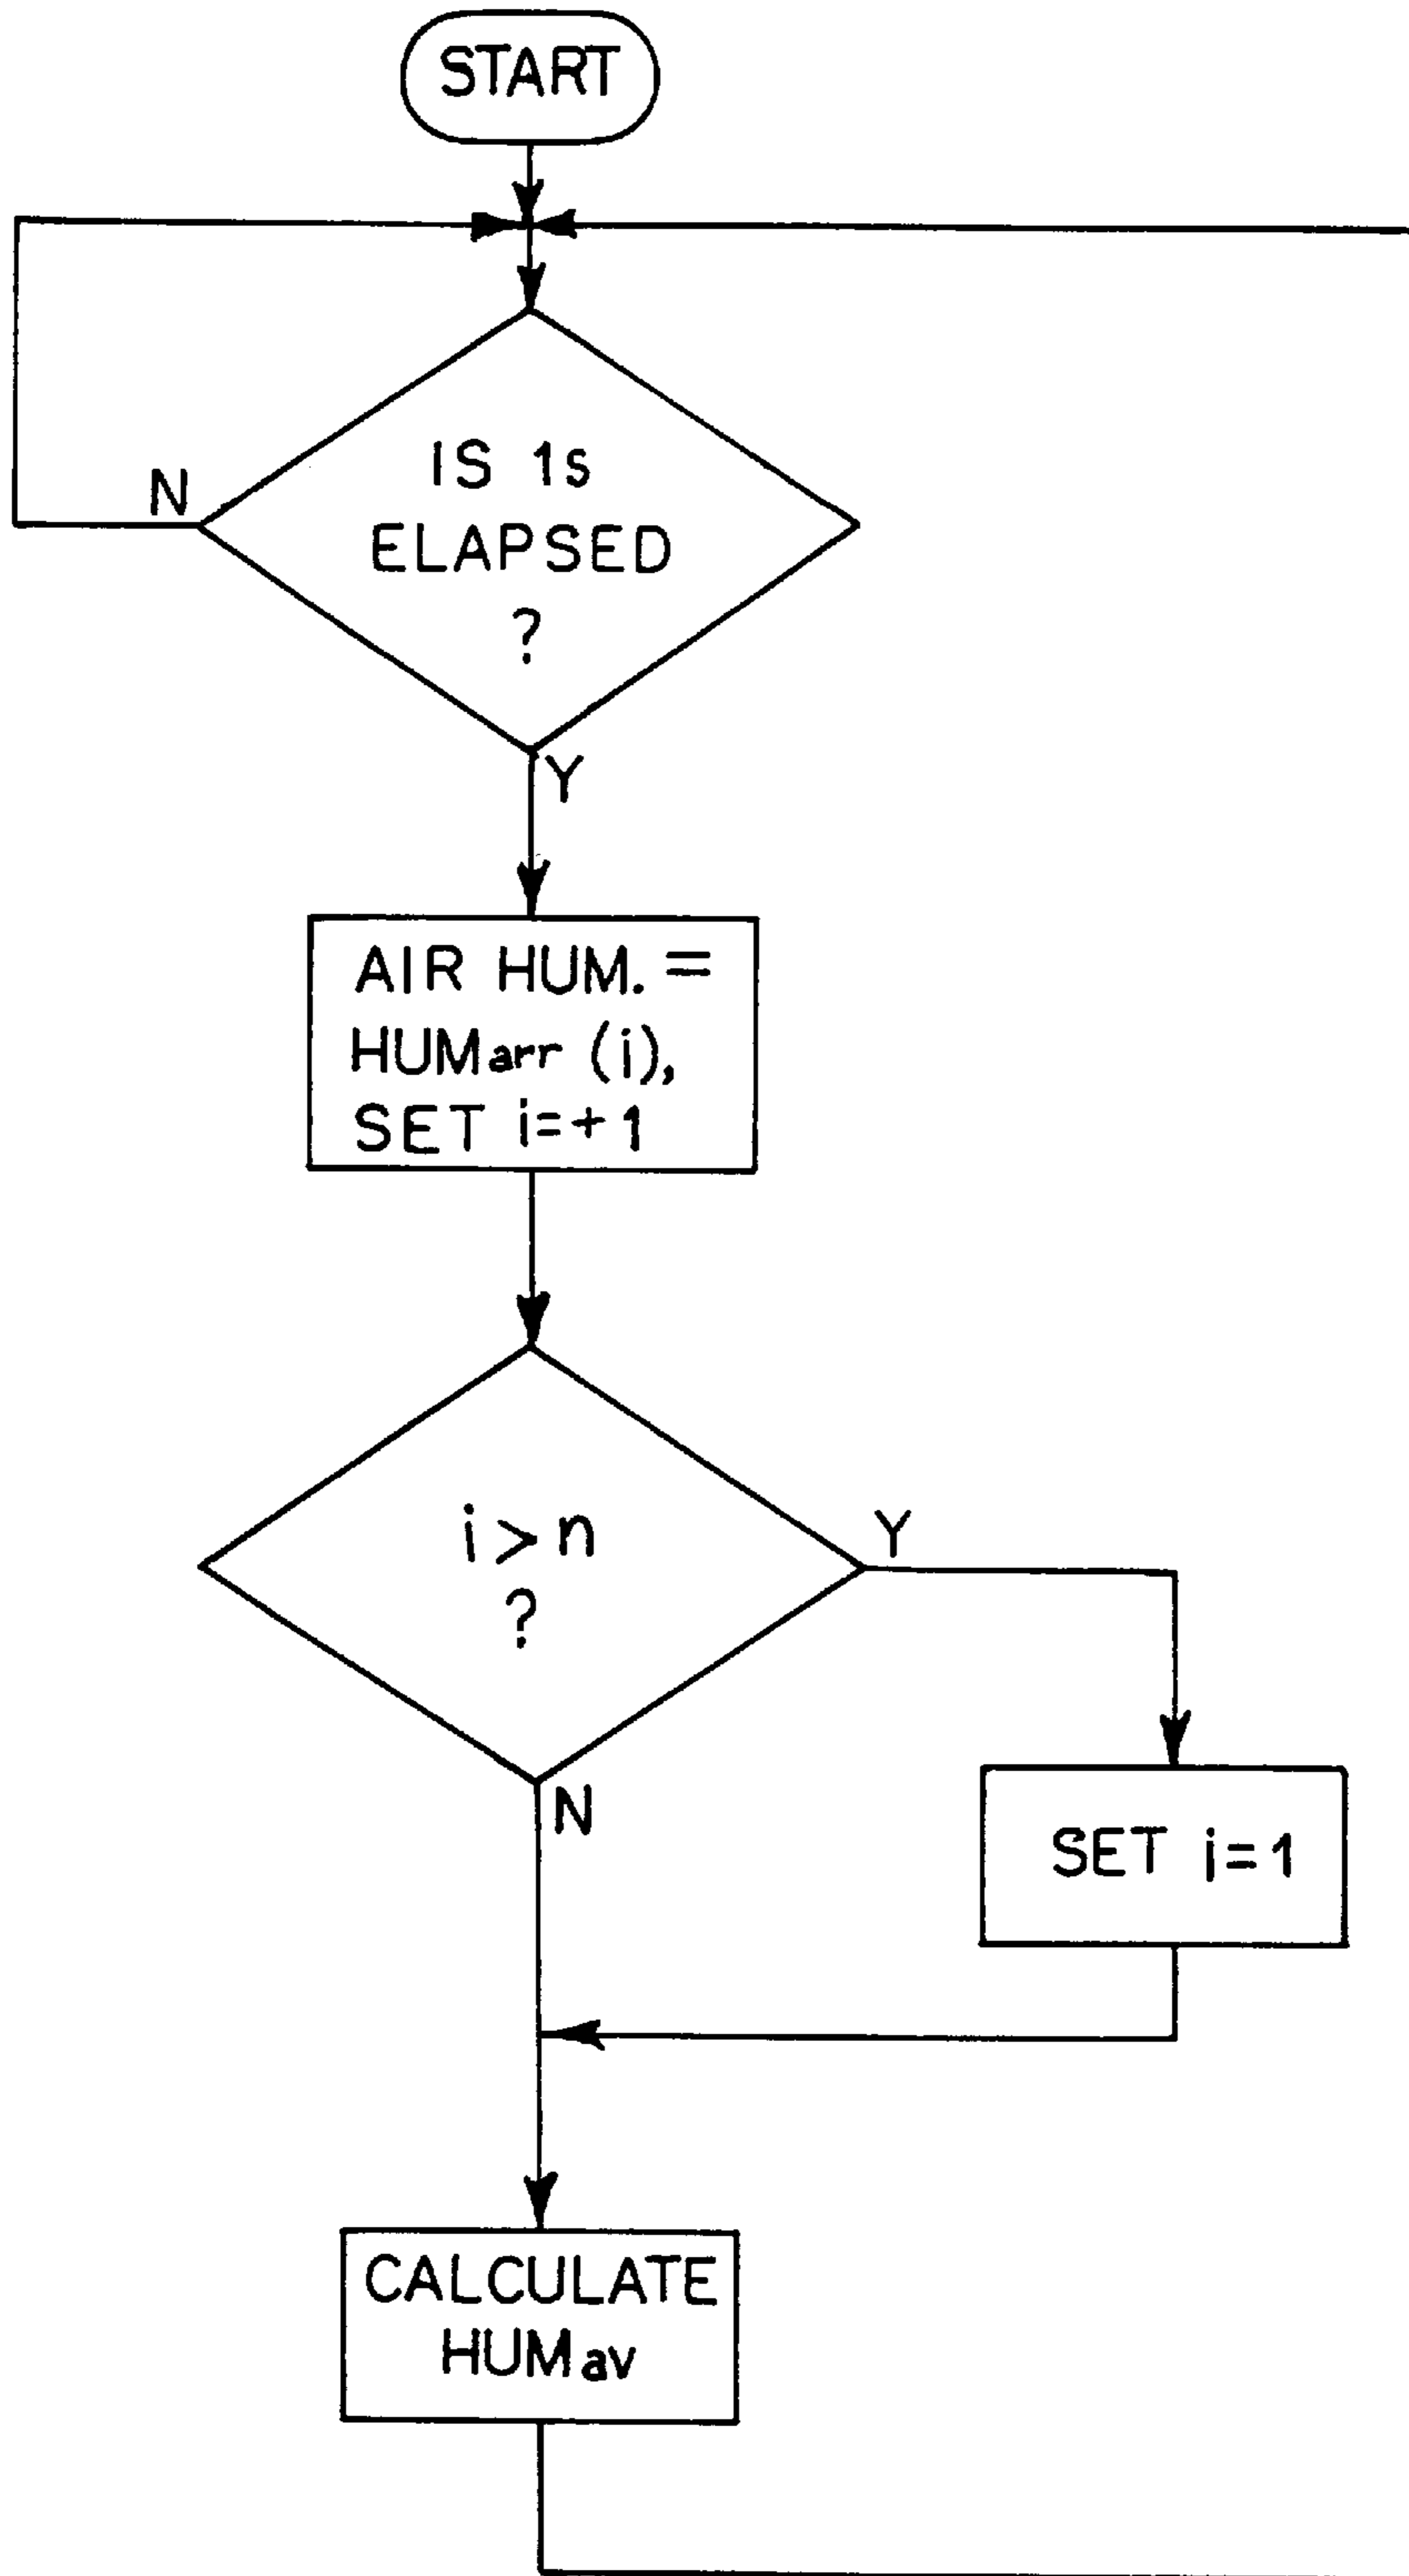 START
IS 1s
ELAPSED
?
N
Y
AIR HUM. =
HUMarr (i),
SET i=+1
i>n
?
Y
N
SET i=1
CALCULATE
HUMav